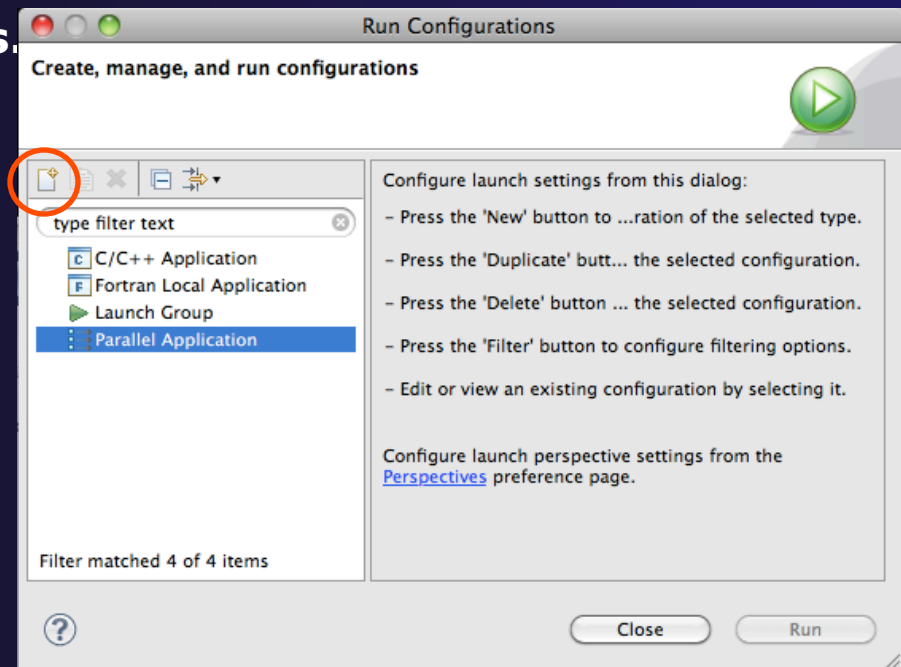 s.
Run Configurations
Create, manage, and run configurations
type filter text
C/C++ Application
Fortran Local Application
Launch Group
Parallel Application
Filter matched 4 of 4 items
Configure launch settings from this dialog:
– Press the 'New' button to ...ration of the selected type.
– Press the 'Duplicate' butt... the selected configuration.
– Press the 'Delete' button ... the selected configuration.
– Press the 'Filter' button to configure filtering options.
– Edit or view an existing configuration by selecting it.
Configure launch perspective settings from the
Perspectives preference page.
Close
Run